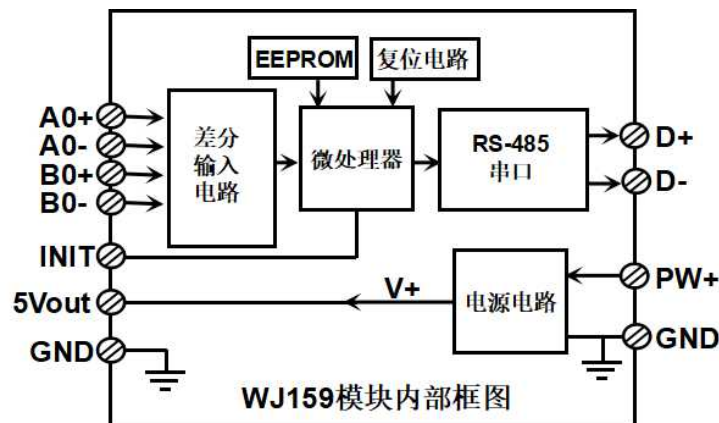 EEPROM
复位电路
A0+
A0-
B0+
B0-
差分
输入
电路
微处理器
RS-485
串口
D+
D-
INIT
5Vout
V+
电源电路
PW+
GND
GND
WJ159模块内部框图